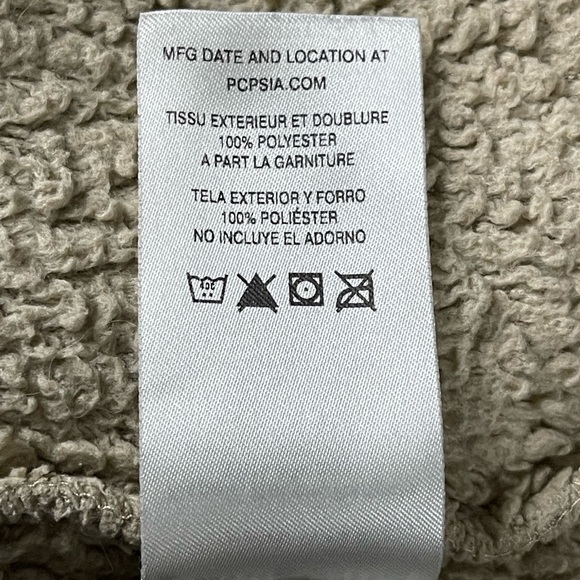 MFG DATE AND LOCATION AT
PCPSIA.COM
TISSU EXTERIEUR ET DOUBLURE
100% POLYESTER
A PART LA GARNITURE
TELA EXTERIOR Y FORRO
100% POLIÉSTER
NO INCLUYE EL ADORNO
40C